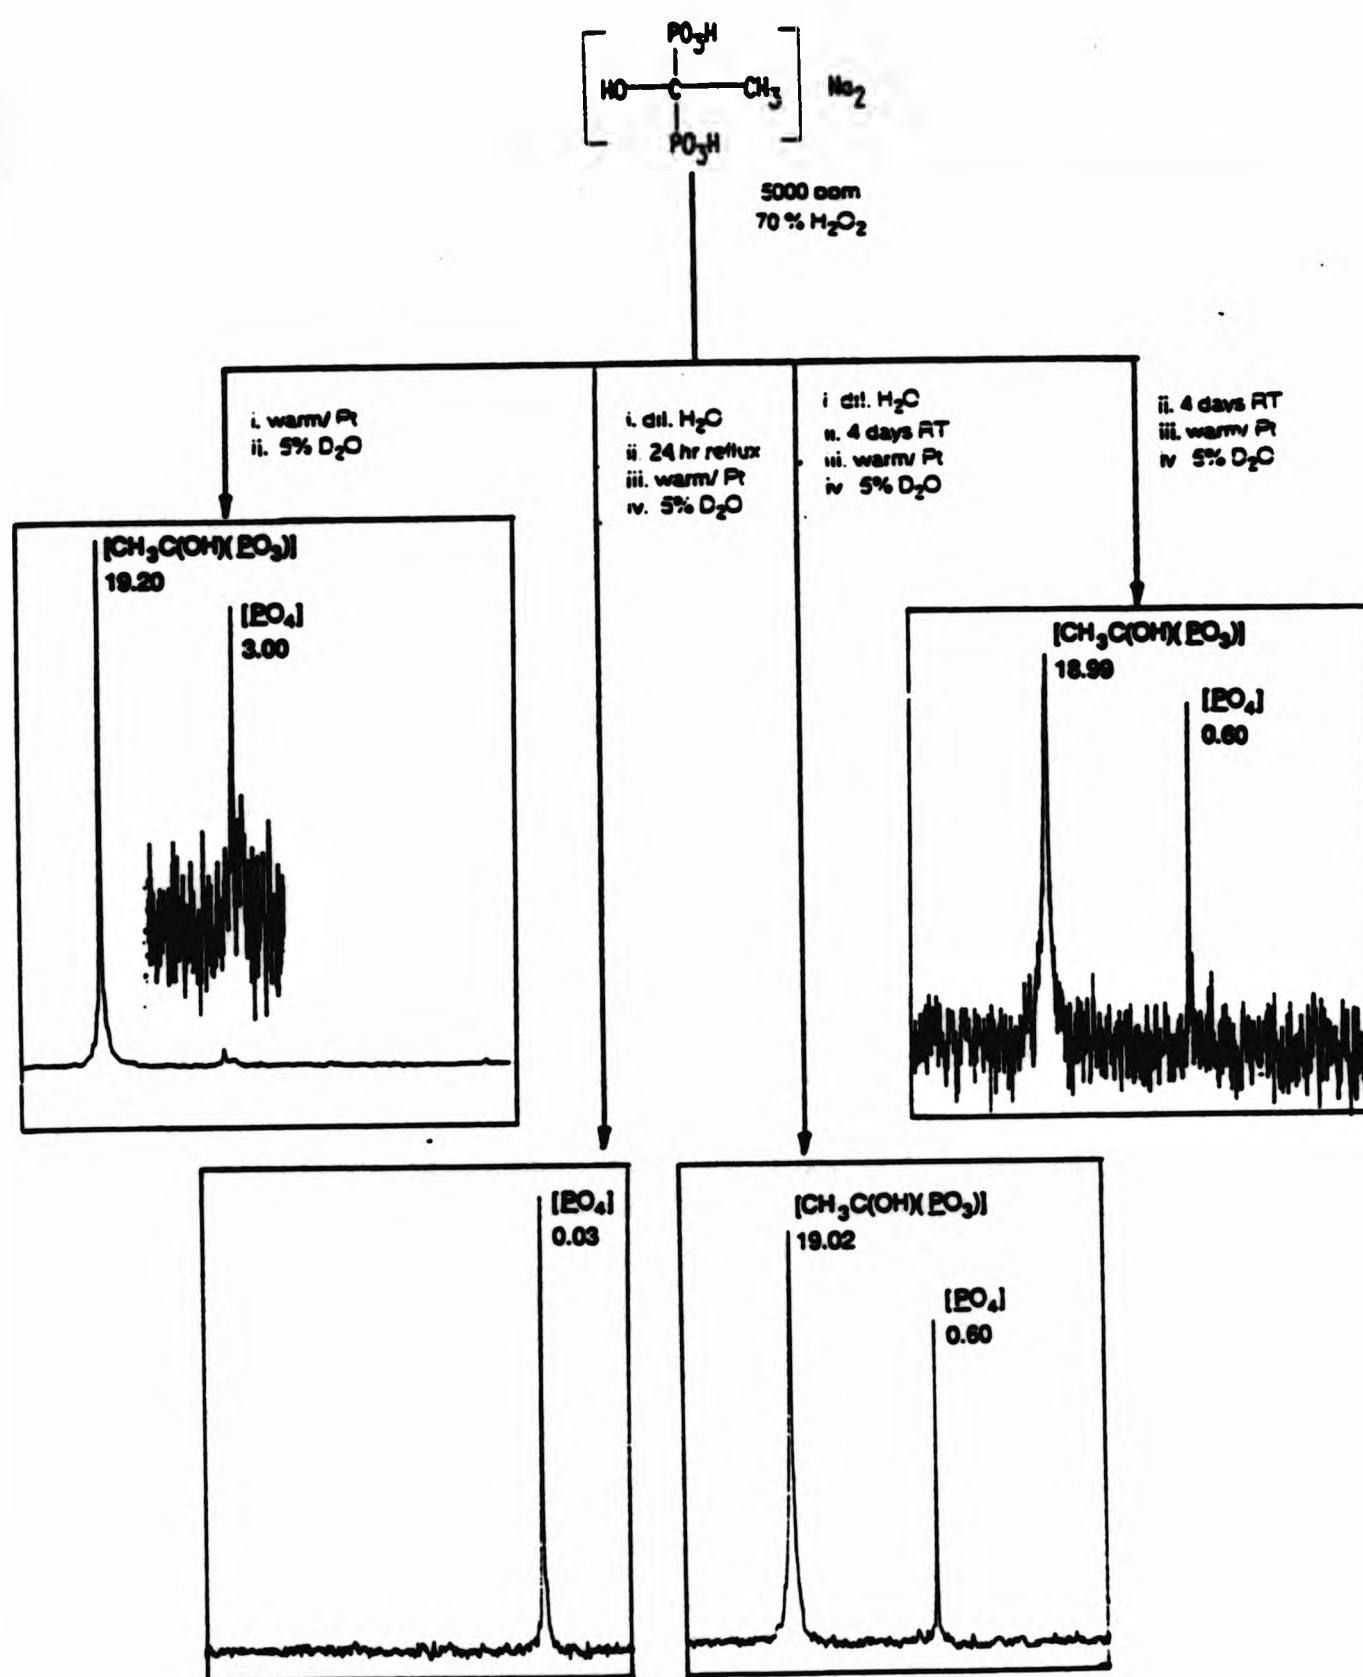 PO₃H
HO C CH₃ Na₂
PO₃H
5000 ppm
70 % H₂O₂
i. warm/ Pt
ii. 5% D₂O
i. dil. H₂O
ii. 24 hr reflux
iii. warm/ Pt
iv. 5% D₂O
i dil. H₂O
ii. 4 days RT
iii. warm/ Pt
iv 5% D₂O
ii. 4 days RT
iii. warm/ Pt
iv 5% D₂O
[CH₃C(OH)(PO₃)]
19.20
[PO₄]
3.00
[CH₃C(OH)(PO₃)]
18.99
[PO₄]
0.60
[PO₄]
0.03
[CH₃C(OH)(PO₃)]
19.02
[PO₄]
0.60